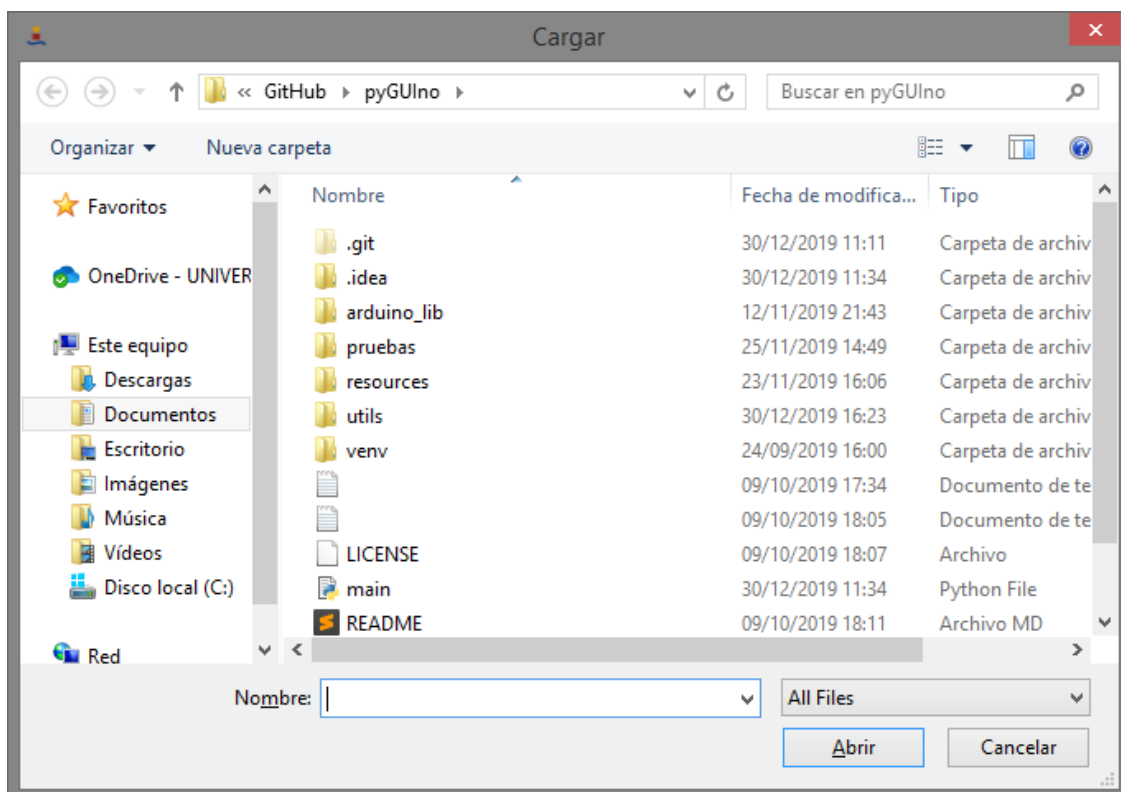 Cargar
« GitHub pyGUIno
Buscar en pyGUIno
Organizar
Nueva carpeta
Favoritos
OneDrive - UNIVER
Este equipo
Descargas
Documentos
Escritorio
Imágenes
Música
Vídeos
Disco local (C:)
Red
Nombre Fecha de modifica... Tipo
.git 30/12/2019 11:11 Carpeta de archiv
.idea 30/12/2019 11:34 Carpeta de archiv
arduino_lib 12/11/2019 21:43 Carpeta de archiv
pruebas 25/11/2019 14:49 Carpeta de archiv
resources 23/11/2019 16:06 Carpeta de archiv
utils 30/12/2019 16:23 Carpeta de archiv
venv 24/09/2019 16:00 Carpeta de archiv
09/10/2019 17:34 Documento de te
09/10/2019 18:05 Documento de te
LICENSE 09/10/2019 18:07 Archivo
main 30/12/2019 11:34 Python File
README 09/10/2019 18:11 Archivo MD
Nombre:
All Files
Abrir
Cancelar